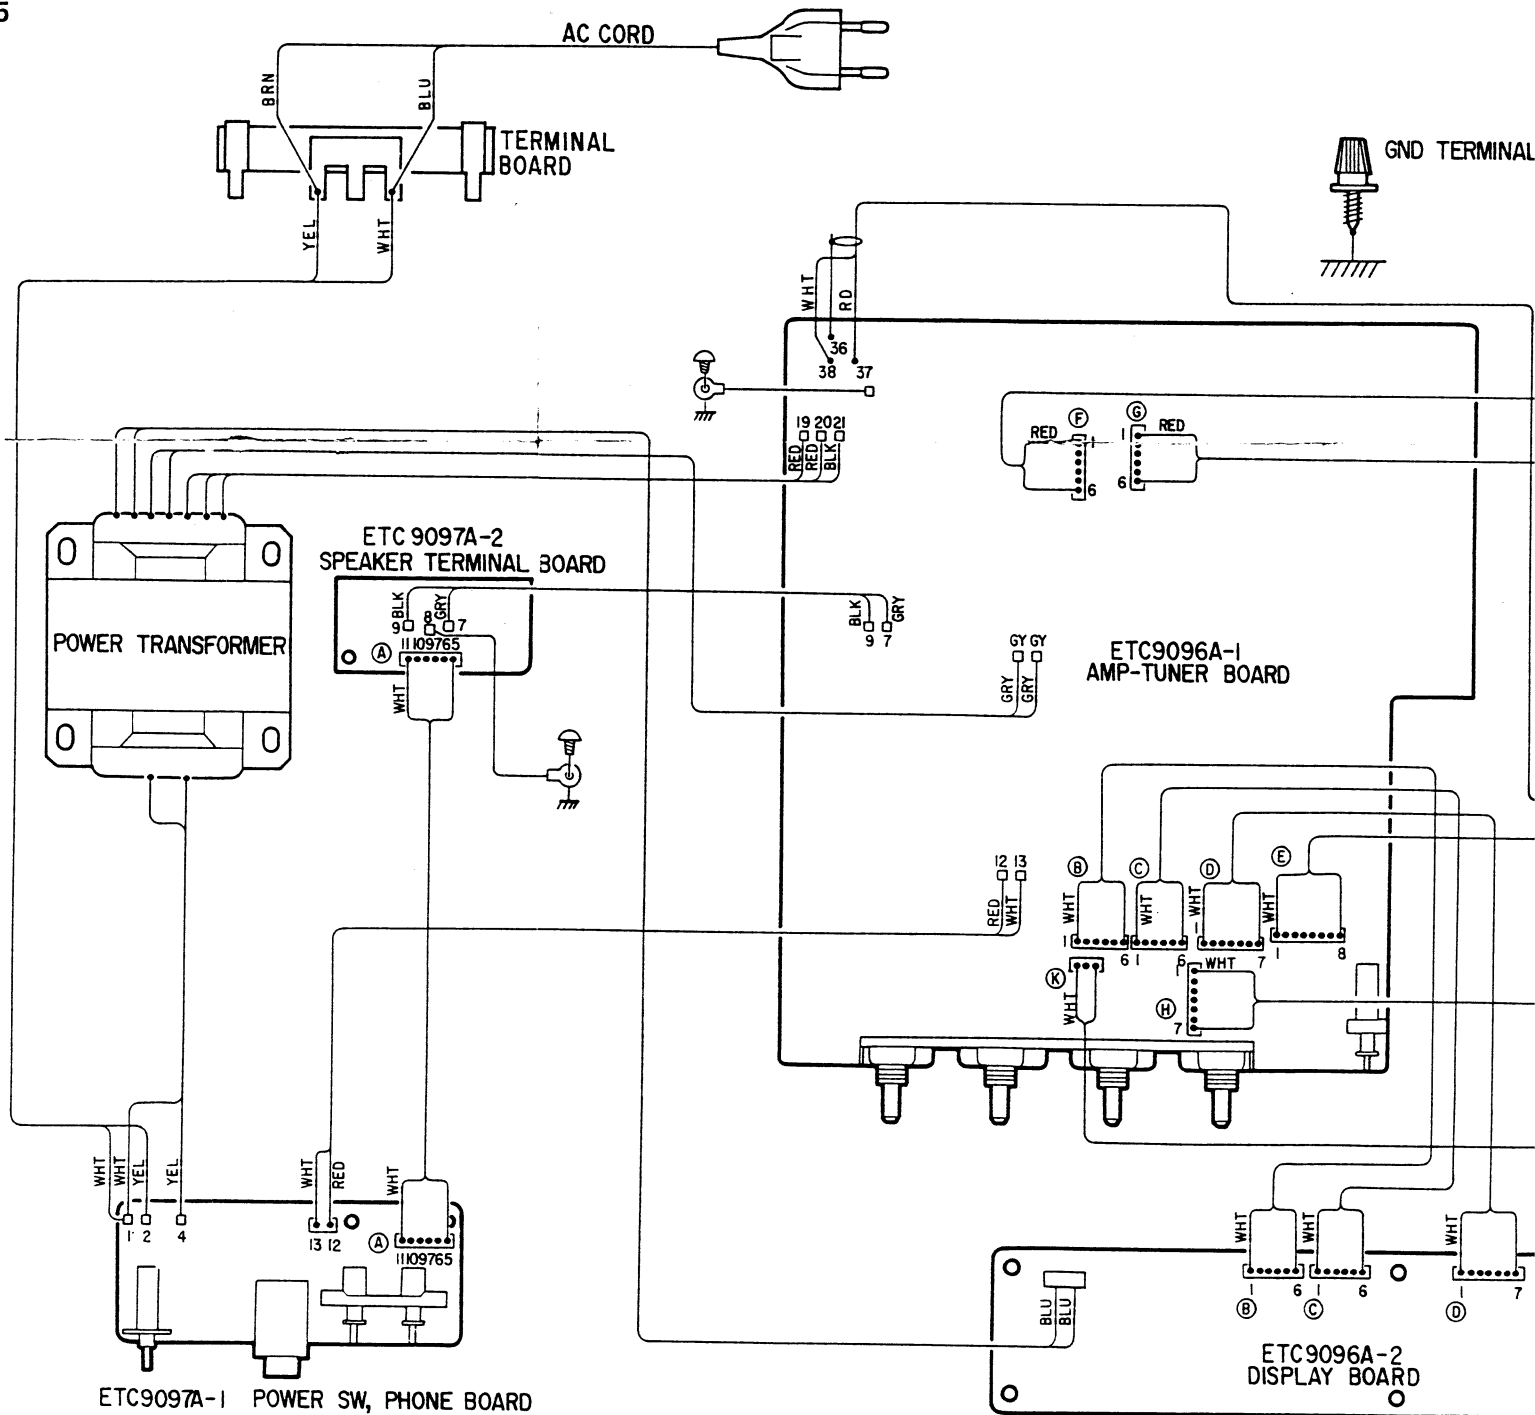 5
AC CORD
BRN
BLU
TERMINAL
BOARD
GND TERMINAL
YEL
WHT
WHT
RD
36
38 37
19 20 21
RED
RED
BLK
F
G
RED
1
1
RED
6
6
ETC 9097A-2
SPEAKER TERMINAL BOARD
BLK
8
GRY
9
7
A
11 10 9 7 6 5
WHT
POWER TRANSFORMER
BLK
GRY
9 7
GY GY
GRY
GRY
ETC9096A-1
AMP-TUNER BOARD
12 13
RED
WHT
B
C
D
E
WHT
WHT
WHT
WHT
1
6
1
6
1
7
1
8
K
WHT
1
WHT
H
7
WHT
WHT
YEL
YEL
WHT
RED
WHT
1 2 4
13 12
A
11 10 9 7 6 5
ETC9097A-1 POWER SW, PHONE BOARD
WHT
WHT
WHT
1
6
1
6
1
7
B
C
D
BLU
BLU
ETC9096A-2
DISPLAY BOARD